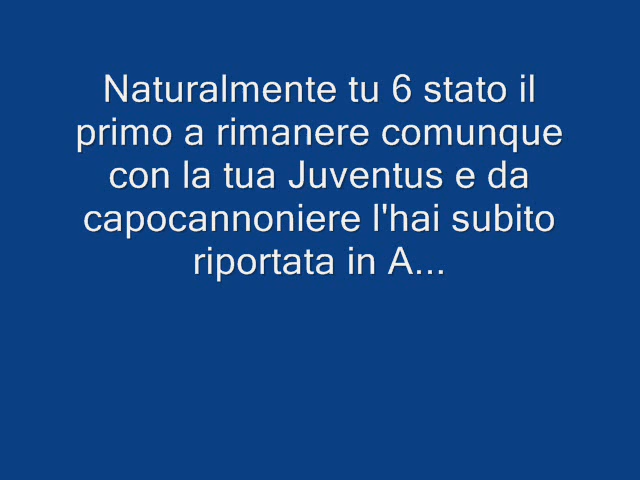 Naturalmente tu 6 stato il
primo a rimanere comunque
con la tua Juventus e da
capocannoniere l'hai subito
riportata in A...